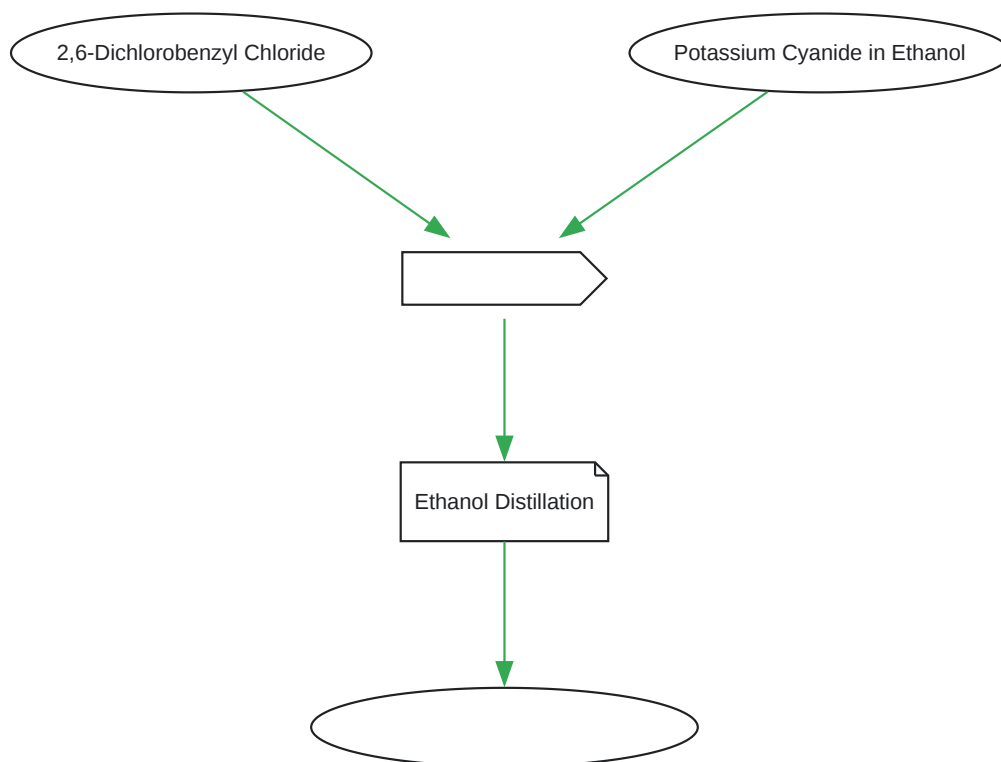 2,6-Dichlorobenzyl Chloride
Potassium Cyanide in Ethanol
Ethanol Distillation